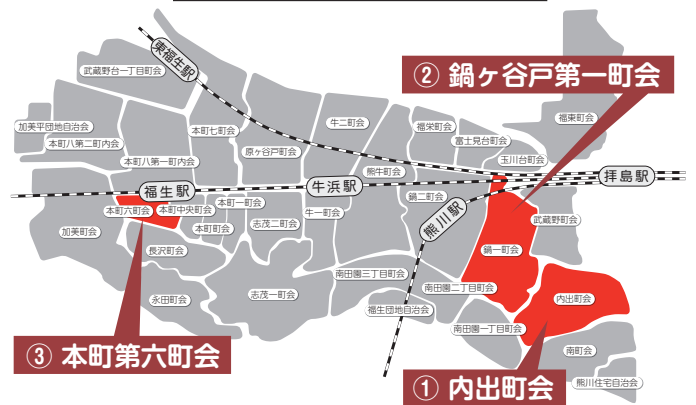 東福生駅
武蔵野台一丁目町会
② 鍋ヶ谷戸第一町会
福東町会
加美平団地自治会
本町八第二町内会
本町七町会
牛二町会
福栄町会
富士見台町会
玉川台町会
本町八第一町内会
原ヶ谷戸町会
熊牛町会
福生駅
牛浜駅
拝島駅
本町六町会
本町中央町会
本町一町会
本町町会
志茂二町会
牛一町会
鍋二町会
熊川駅
武蔵野町会
加美町会
長沢町会
鍋一町会
永田町会
志茂一町会
南田園三丁目町会
福生団地自治会
南田園二丁目町会
内出町会
南田園一丁目町会
南町会
熊川住宅自治会
③ 本町第六町会
① 内出町会